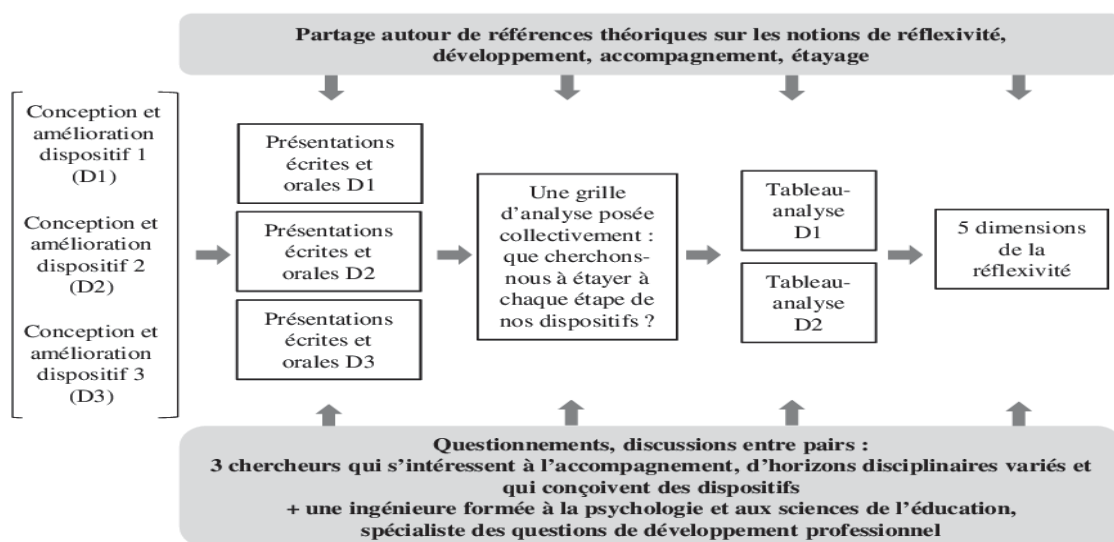 Partage autour de références théoriques sur les notions de réflexivité,
développement, accompagnement, étayage
Conception et
amélioration
dispositif 1
(D1)
Conception et
amélioration
dispositif 2
(D2)
Conception et
amélioration
dispositif 3
(D3)
Présentations
écrites et
orales D1
Présentations
écrites et
orales D2
Présentations
écrites et
orales D3
Une grille
d’analyse posée
collectivement :
que cherchons-
nous à étayer à
chaque étape de
nos dispositifs ?
Tableau-
analyse
D1
Tableau-
analyse
D2
5 dimensions
de la
réflexivité
Questionnements, discussions entre pairs :
3 chercheurs qui s’intéressent à l’accompagnement, d’horizons disciplinaires variés et
qui conçoivent des dispositifs
+ une ingénieure formée à la psychologie et aux sciences de l’éducation,
spécialiste des questions de développement professionnel